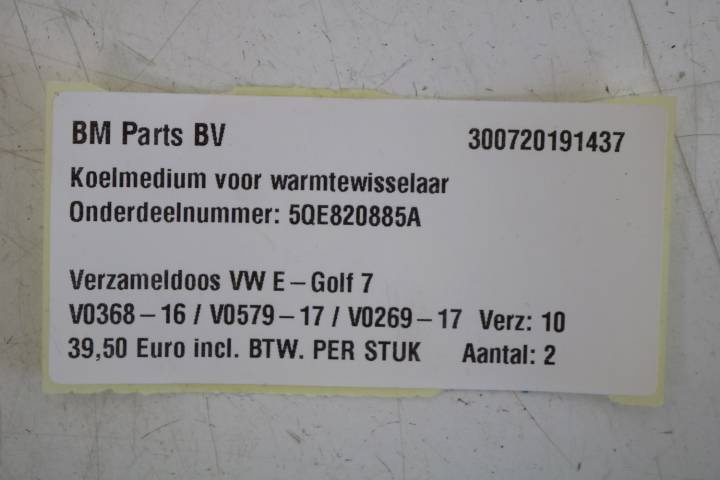 BM Parts BV 300720191437
Koelmedium voor warmtewisselaar
Onderdeelnummer: 5QE820885A
Verzameldoos VW E-Golf 7
V0368-16 / V0579-17 / V0269-17 Verz: 10
39,50 Euro incl. BTW. PER STUK Aantal: 2